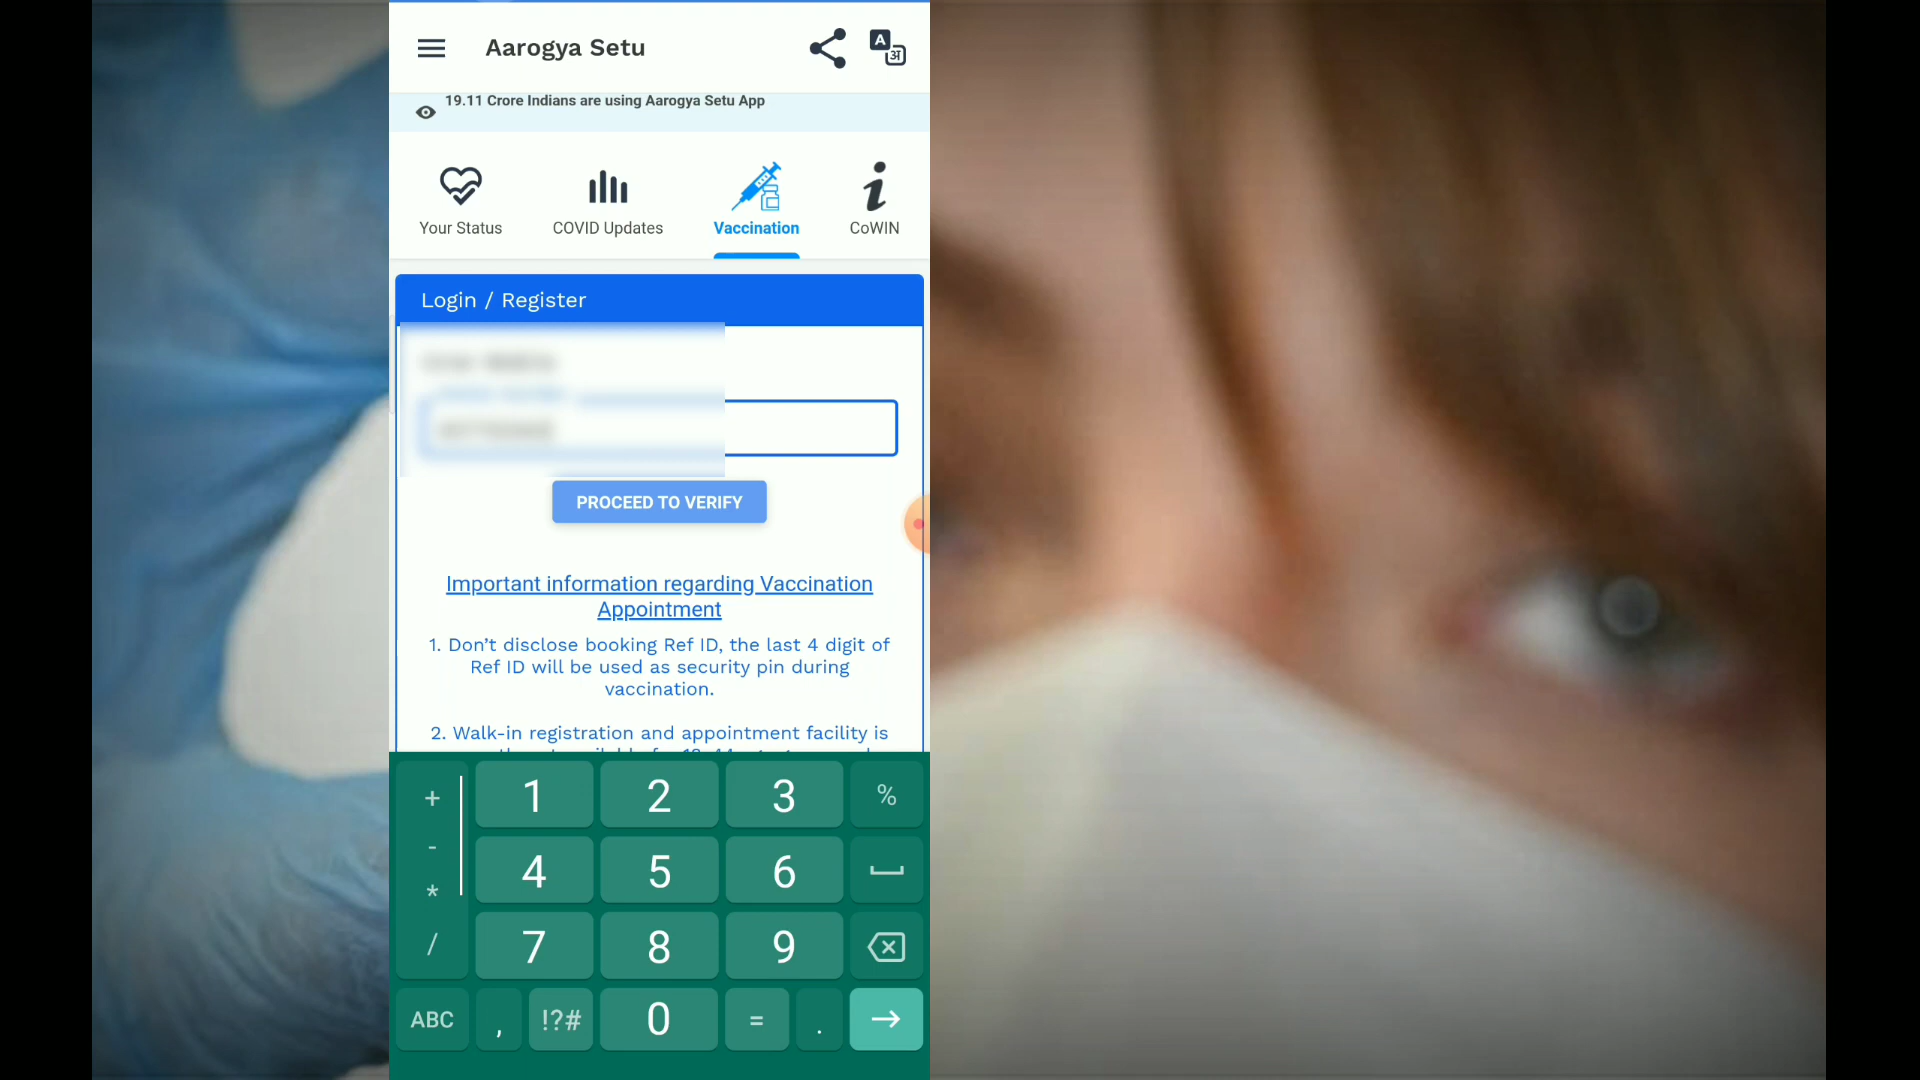 Aarogya Setu
A
अ
19.11 Crore Indians are using Aarogya Setu App
Your Status
COVID Updates
Vaccination
CoWIN
Login / Register
PROCEED TO VERIFY
Important information regarding Vaccination
Appointment
1. Don’t disclose booking Ref ID, the last 4 digit of
Ref ID will be used as security pin during
vaccination.
2. Walk-in registration and appointment facility is
+ 1 2 3 %
- * 4 5 6
/ 7 8 9
ABC , !?# 0 = .